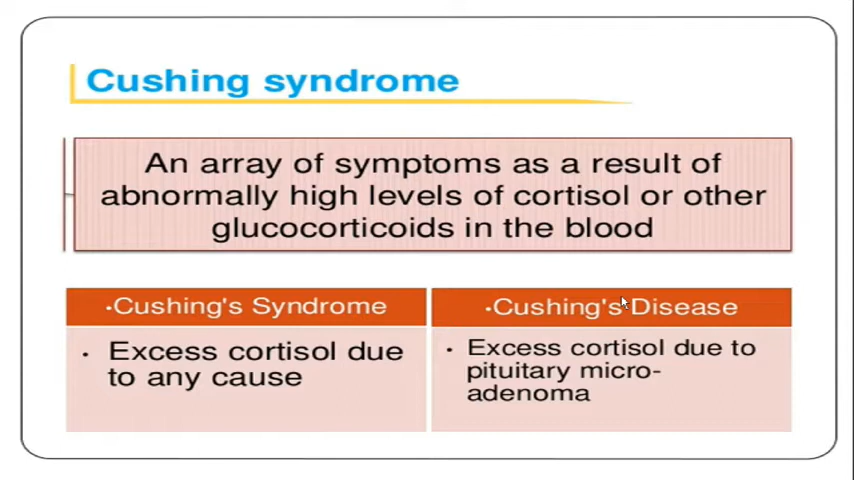 Cushing syndrome
An array of symptoms as a result of
abnormally high levels of cortisol or other
glucocorticoids in the blood
•Cushing's Syndrome
•Cushing's Disease
• Excess cortisol due
to any cause
• Excess cortisol due to
pituitary micro-
adenoma